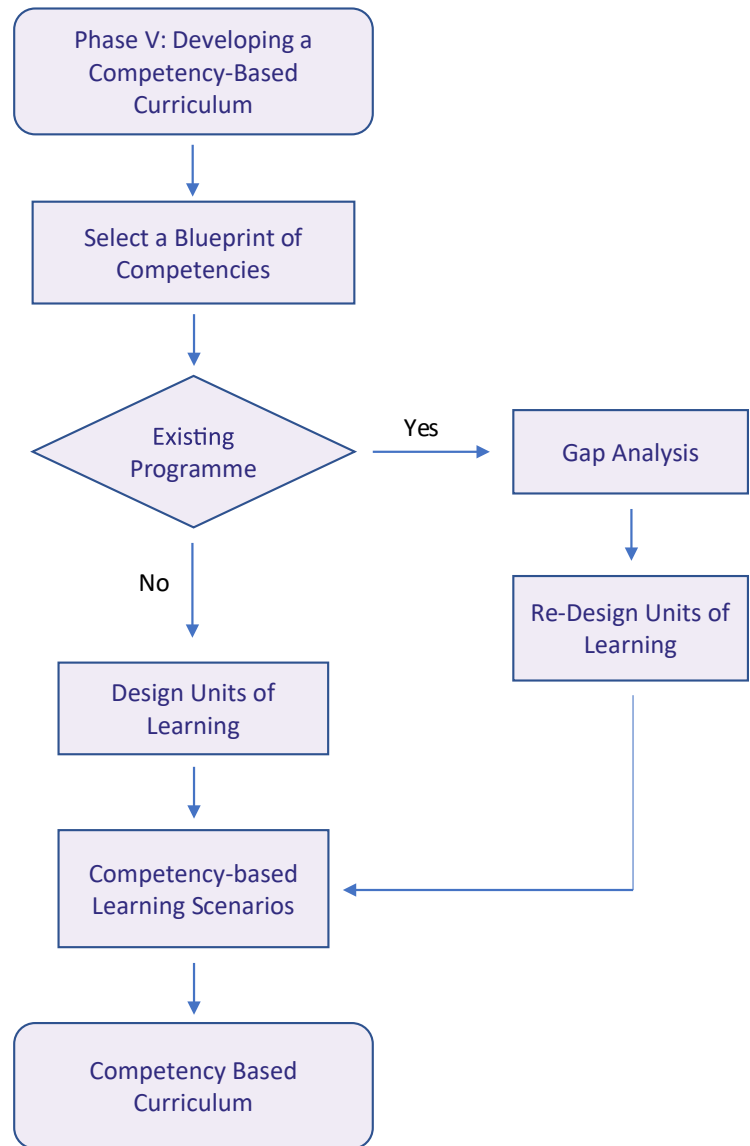 Phase V: Developing a
Competency-Based
Curriculum
Select a Blueprint of
Competencies
Existing
Programme
Yes
Gap Analysis
No
Re-Design Units of
Learning
Design Units of
Learning
Competency-based
Learning Scenarios
Competency Based
Curriculum